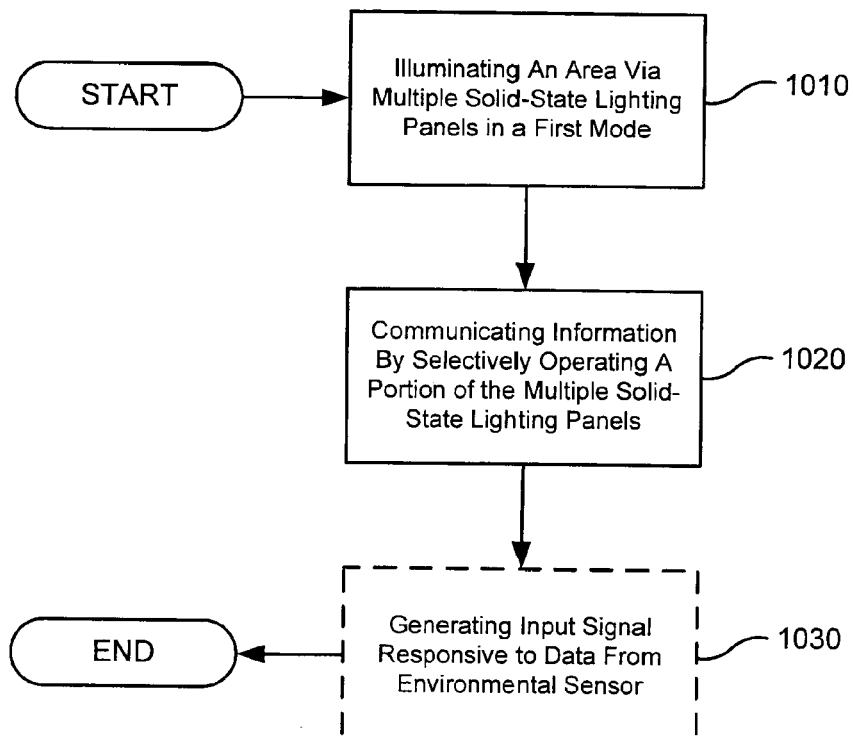 START
Illuminating An Area Via
Multiple Solid-State Lighting
Panels in a First Mode
1010
Communicating Information
By Selectively Operating A
Portion of the Multiple Solid-
State Lighting Panels
1020
Generating Input Signal
Responsive to Data From
Environmental Sensor
1030
END